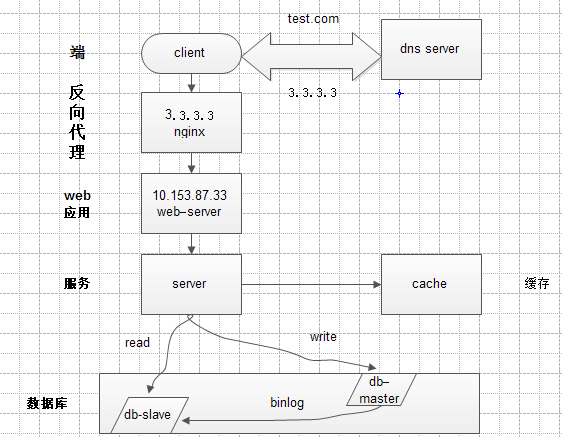 test.com
端
client
dns server
3.3.3.3
反
向
代
理
3.3.3.3
nginx
web
应用
10.153.87.33
web-server
服务
server
cache
缓存
read
write
数据库
db-
master
binlog
db-slave